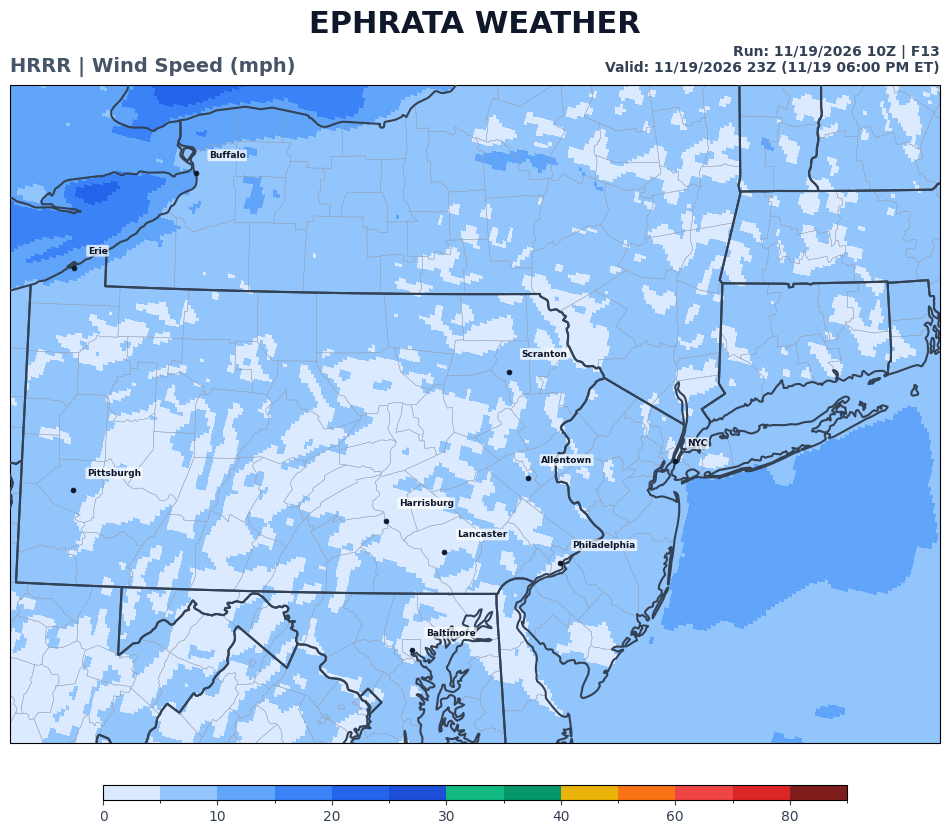 EPHRATA WEATHER
HRRR | Wind Speed (mph)
Run: 11/19/2026 10Z | F13
Valid: 11/19/2026 23Z (11/19 06:00 PM ET)
Buffalo
Erie
Scranton
NYC
Allentown
Pittsburgh
Harrisburg
Lancaster
Philadelphia
Baltimore
0 10 20 30 40 50 60 70 80